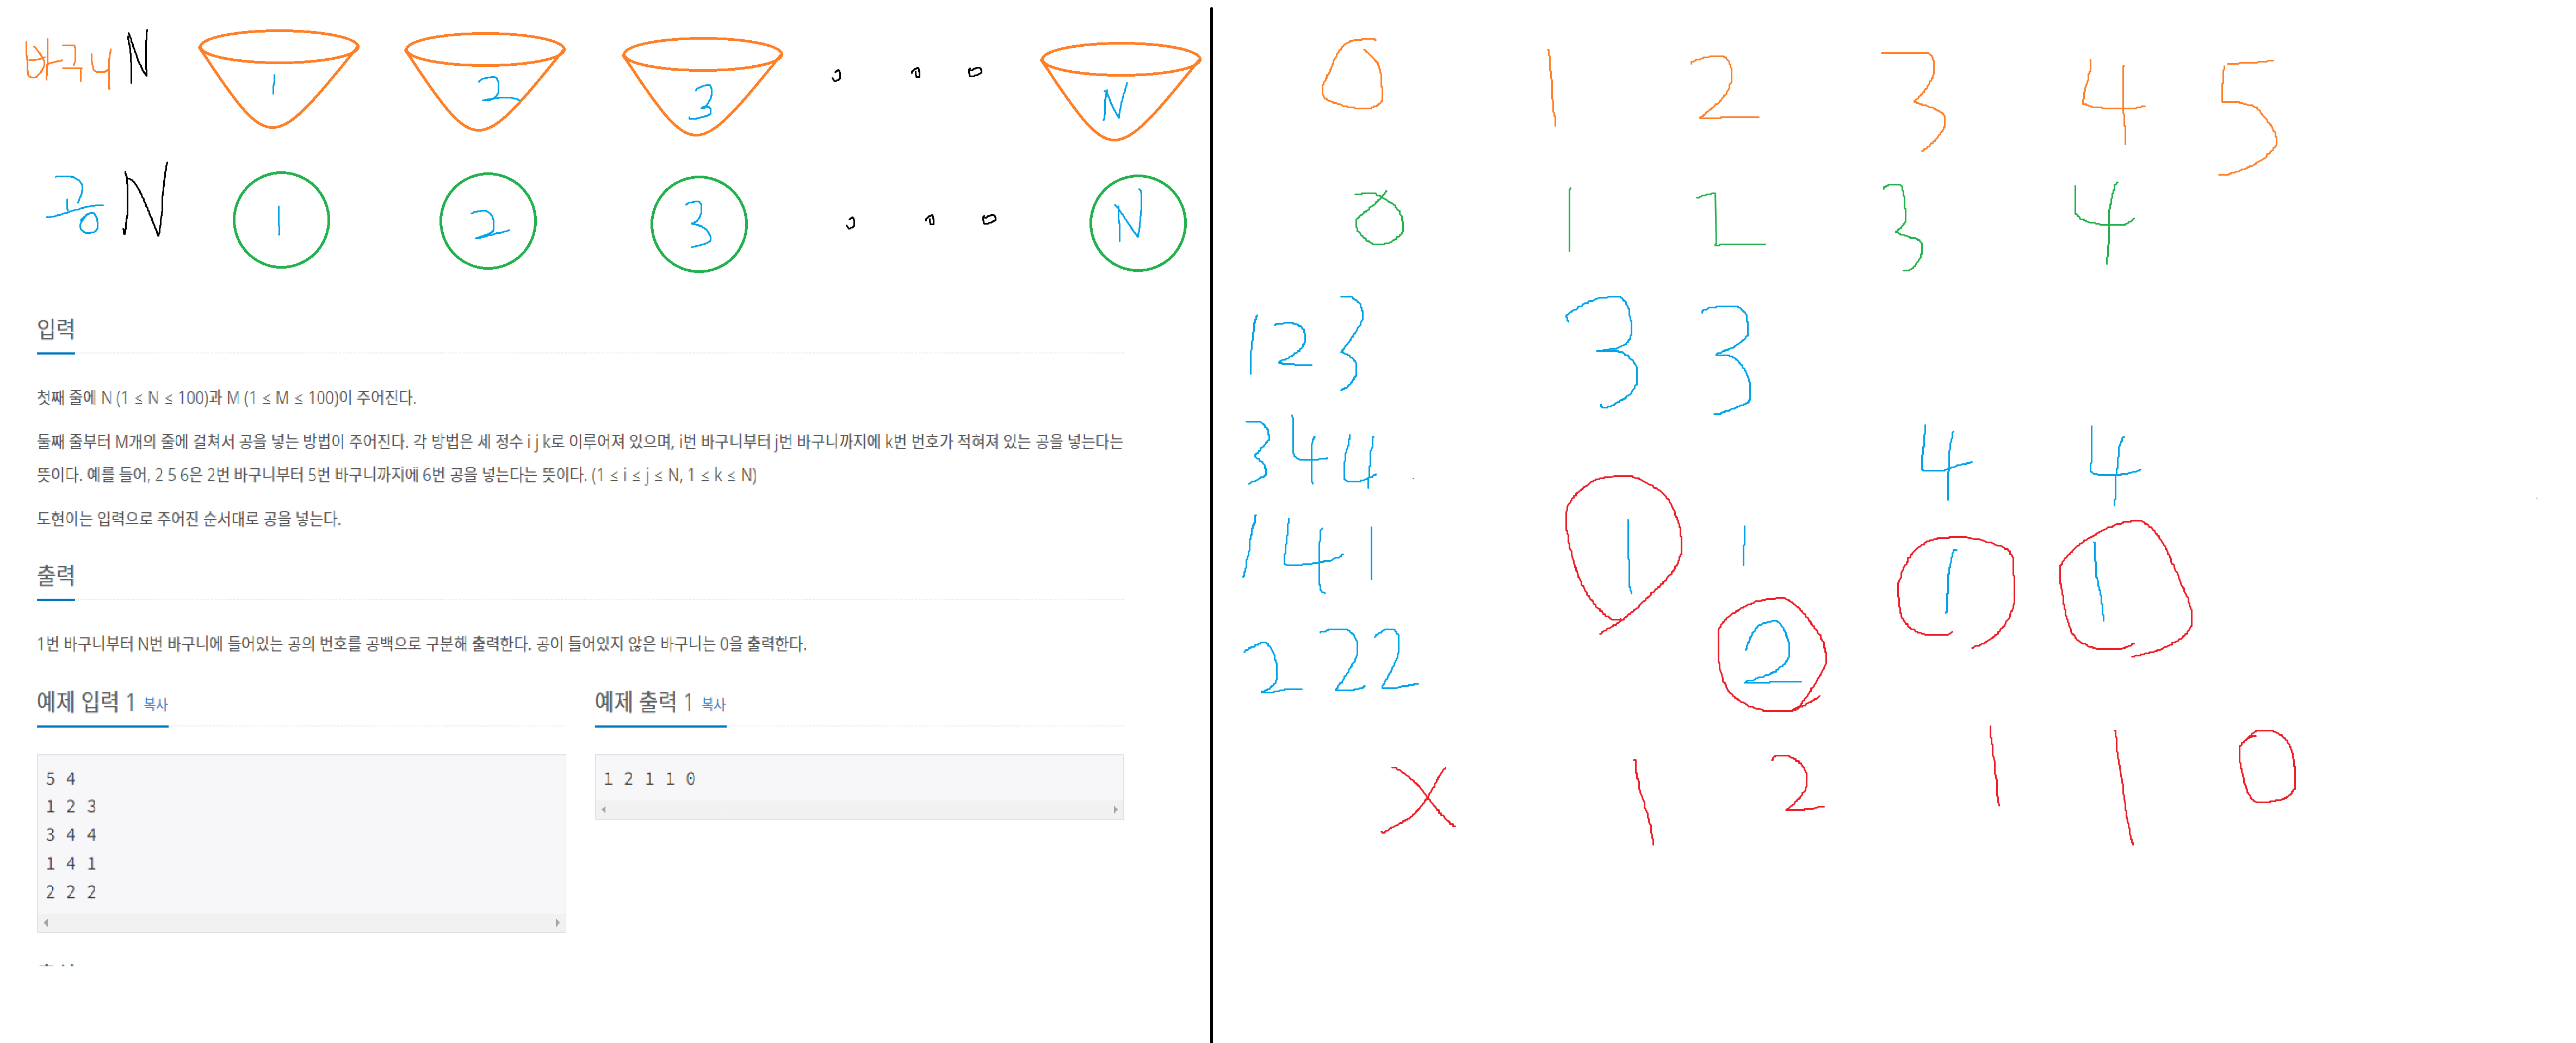 바구니 N 1 2 3 N
공 N 1 2 3 N
입력
첫째 줄에 N (1 ≤ N ≤ 100)과 M (1 ≤ M ≤ 100)이 주어진다.
둘째 줄부터 M개의 줄에 걸쳐서 공을 넣는 방법이 주어진다. 각 방법은 세 정수 i j k로 이루어져 있으며, i번 바구니부터 j번 바구니까지에 k번 번호가 적혀져 있는 공을 넣는다는
뜻이다. 예를 들어, 2 5 6은 2번 바구니부터 5번 바구니까지에 6번 공을 넣는다는 뜻이다. (1 ≤ i ≤ j ≤ N, 1 ≤ k ≤ N)
도현이는 입력으로 주어진 순서대로 공을 넣는다.
출력
1번 바구니부터 N번 바구니에 들어있는 공의 번호를 공백으로 구분해 출력한다. 공이 들어있지 않은 바구니는 0을 출력한다.
예제 입력 1 복사
5 4
1 2 3
3 4 4
1 4 1
2 2 2
예제 출력 1 복사
1 2 1 1 0
0 1 2 3 4 5
0 1 2 3 4
1 2 3 3 3
3 4 4 4 4
1 4 1 1 1 1 1
2 2 2 2
X 1 2 1 1 0